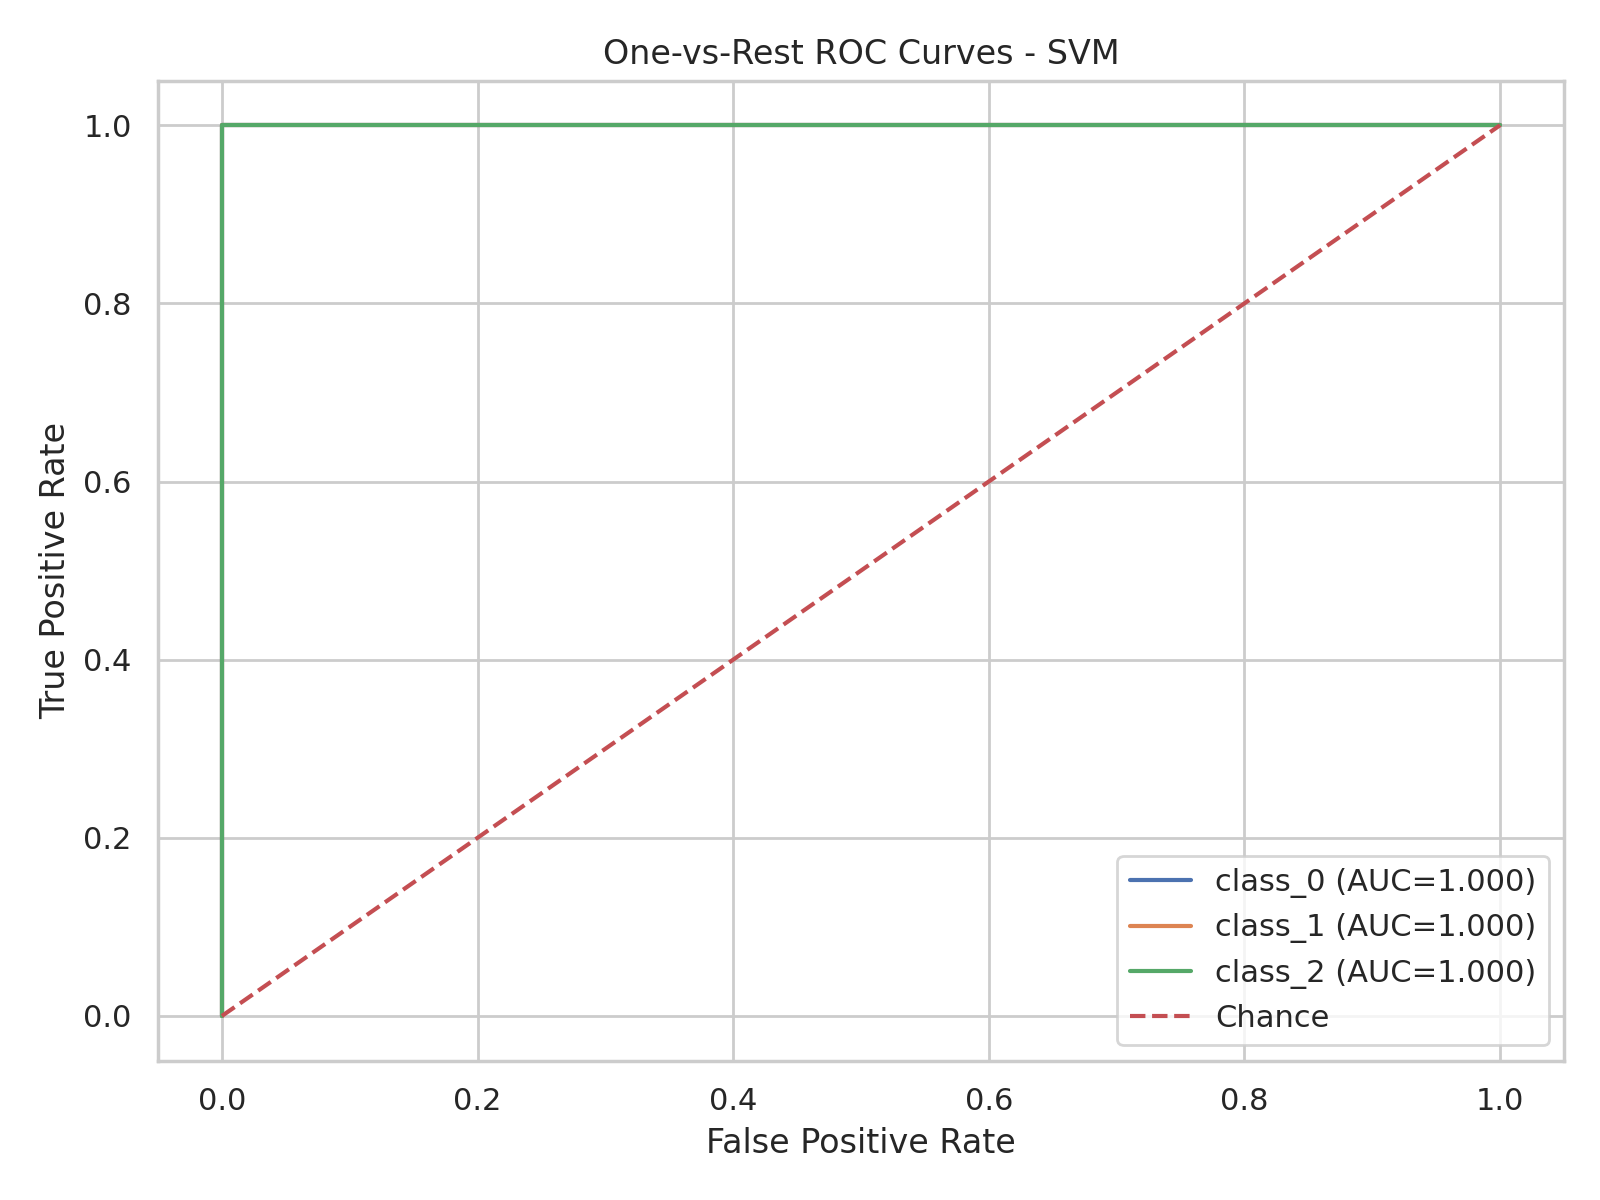 One-vs-Rest ROC Curves - SVM
1.0
0.8
0.6
0.4
0.2
0.0
True Positive Rate
class_0 (AUC=1.000)
class_1 (AUC=1.000)
class_2 (AUC=1.000)
Chance
0.0 0.2 0.4 0.6 0.8 1.0
False Positive Rate